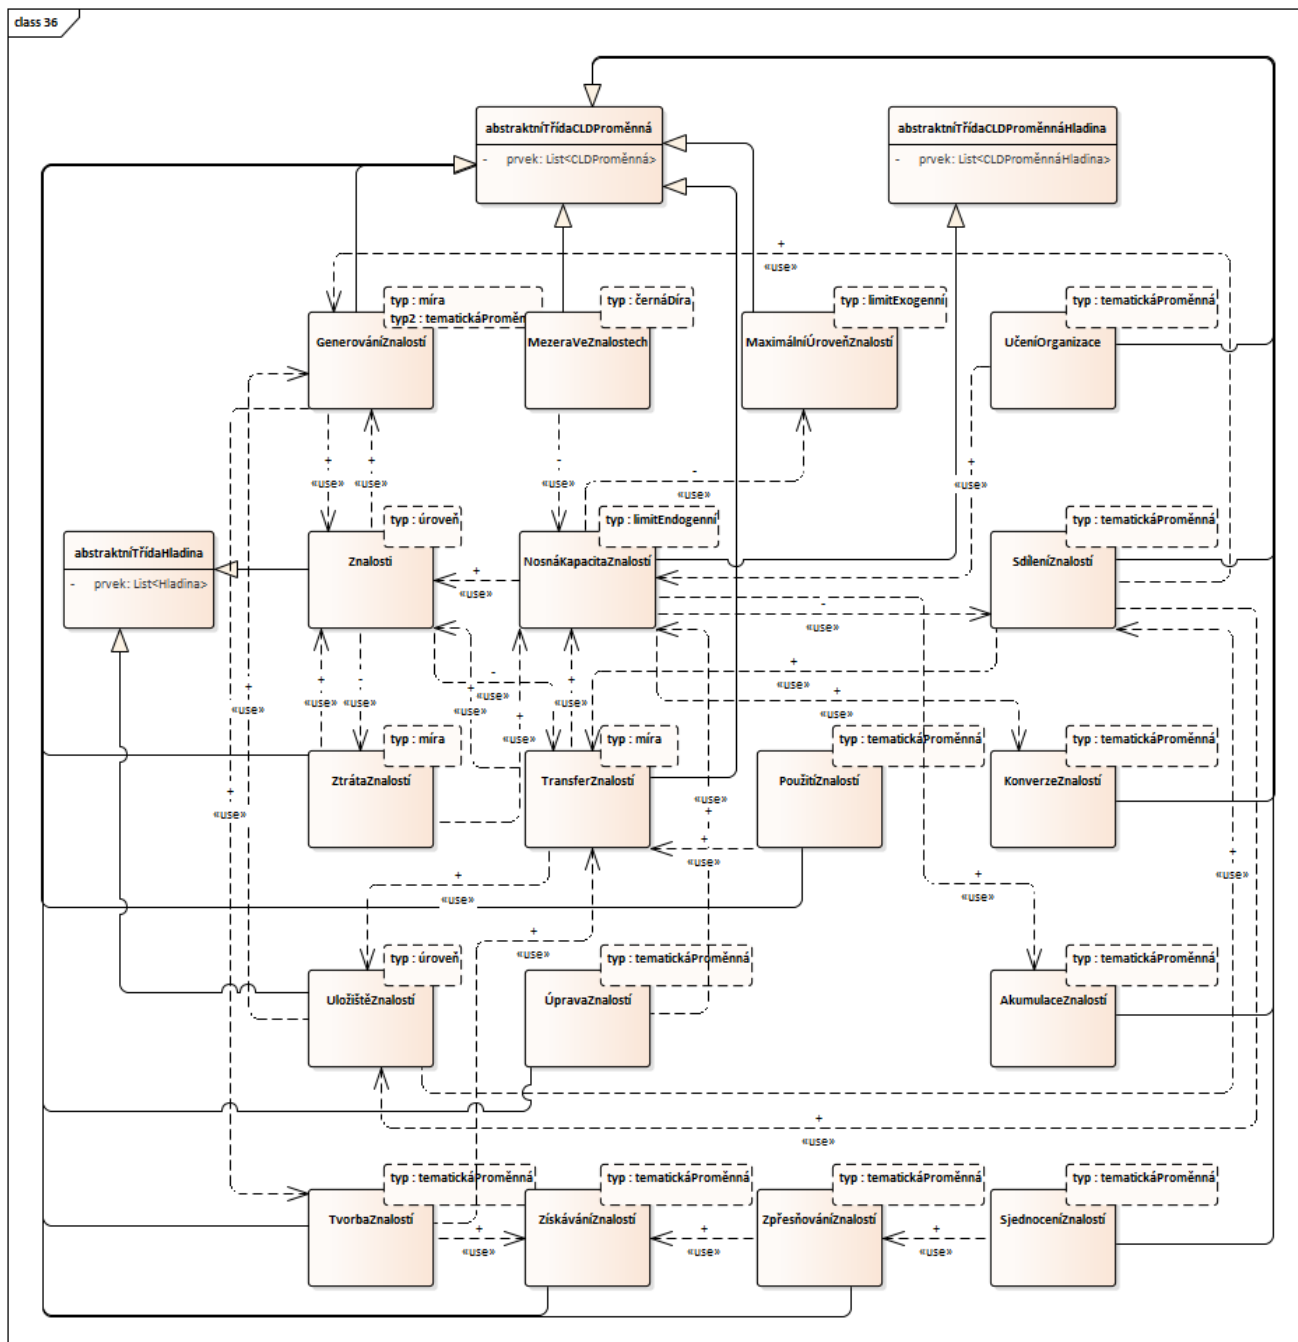 class 36
abstraktníTřídaCLDProměnná
- prvek: List<CLDProměnná>
abstraktníTřídaCLDProměnnáHladina
- prvek: List<CLDProměnnáHladina>
+
«use»
typ : míra
typ2 : tematickáProměn
GenerováníZnalostí
typ : černáDíra
MezeraVeZnalostech
typ : limitExogenní
MaximálníÚroveňZnalostí
typ : tematickáProměnná
UčeníOrganizace
+
«use»
+
«use»
-
«use»
-
«use»
+
«use»
abstraktníTřídaHladina
- prvek: List<Hladina>
typ : úroveň
Znalosti
+
«use»
typ : limitEndogenní
NosnáKapacitaZnalostí
typ : tematickáProměnná
SdíleníZnalostí
-
«use»
+
«use»
+
«use»
-
«use»
-
«use»
+
«use»
+
«use»
+
«use»
+
«use»
+
«use»
typ : míra
ZtrátaZnalostí
typ : míra
TransferZnalostí
typ : tematickáProměnná
PoužitíZnalostí
typ : tematickáProměnná
KonverzeZnalostí
+
«use»
«use»
+
+
«use»
+
«use»
+
«use»
+
«use»
+
«use»
typ : úroveň
UložištěZnalostí
typ : tematickáProměnná
ÚpravaZnalostí
typ : tematickáProměnná
AkumulaceZnalostí
+
«use»
typ : tematickáProměnná
TvorbaZnalostí
+
«use»
typ : tematickáProměnná
ZískáváníZnalostí
+
«use»
typ : tematickáProměnná
ZpřesňováníZnalostí
+
«use»
typ : tematickáProměnná
SjednoceníZnalostí